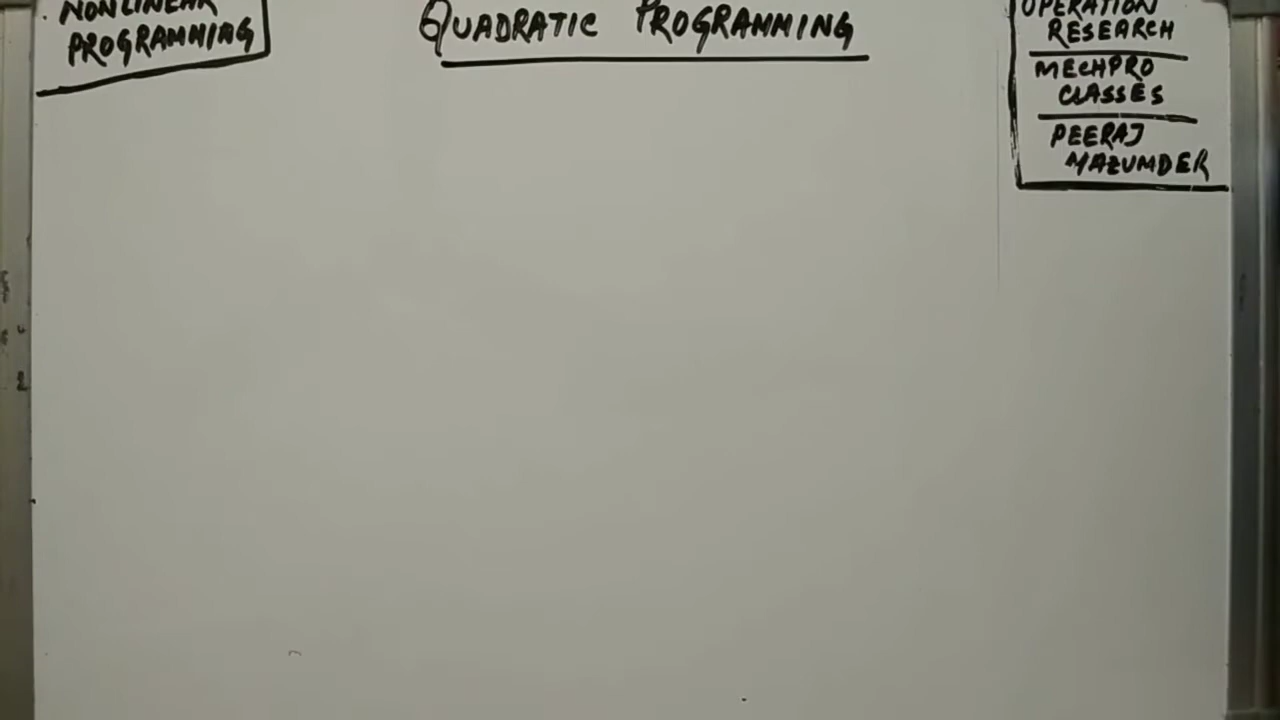 NONLINEAR
PROGRAMMING
QUADRATIC PROGRAMMING
OPERATION
RESEARCH
MECHPRO
CLASSES
PEERAJ
MAZUMDER